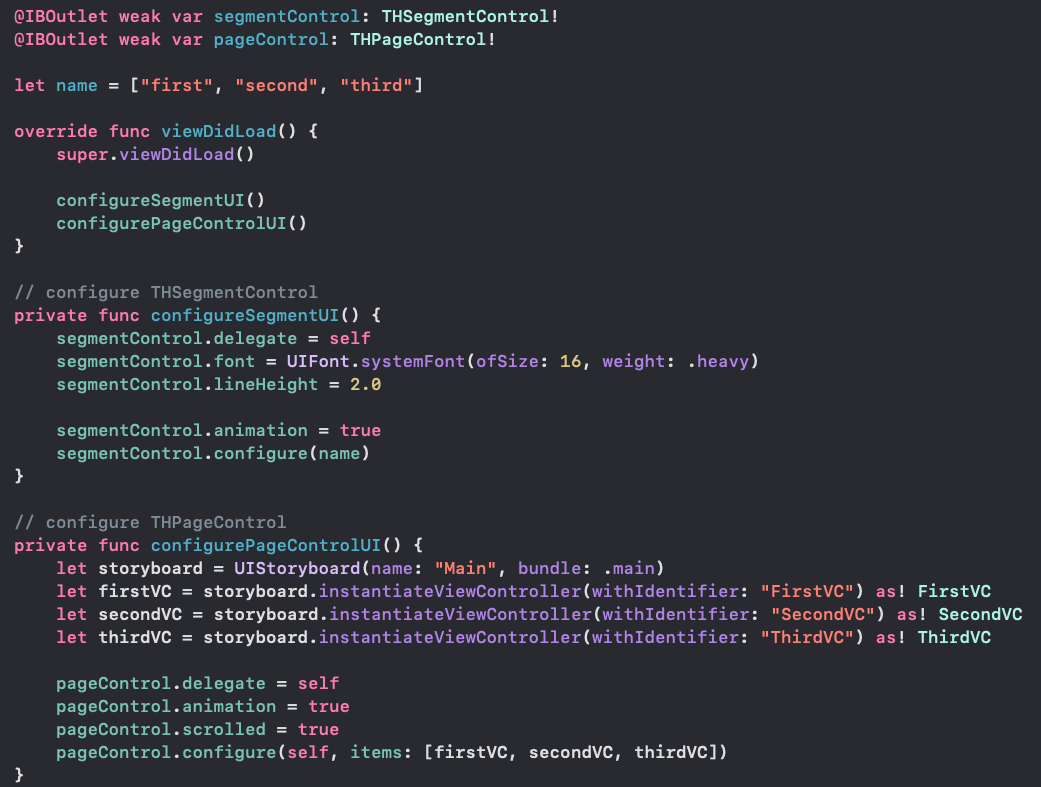 @IBOutlet weak var segmentControl: THSegmentControl!
@IBOutlet weak var pageControl: THPageControl!

let name = ["first", "second", "third"]

override func viewDidLoad() {
    super.viewDidLoad()

    configureSegmentUI()
    configurePageControlUI()
}

// configure THSegmentControl
private func configureSegmentUI() {
    segmentControl.delegate = self
    segmentControl.font = UIFont.systemFont(ofSize: 16, weight: .heavy)
    segmentControl.lineHeight = 2.0

    segmentControl.animation = true
    segmentControl.configure(name)
}

// configure THPageControl
private func configurePageControlUI() {
    let storyboard = UIStoryboard(name: "Main", bundle: .main)
    let firstVC = storyboard.instantiateViewController(withIdentifier: "FirstVC") as! FirstVC
    let secondVC = storyboard.instantiateViewController(withIdentifier: "SecondVC") as! SecondVC
    let thirdVC = storyboard.instantiateViewController(withIdentifier: "ThirdVC") as! ThirdVC

    pageControl.delegate = self
    pageControl.animation = true
    pageControl.scrolled = true
    pageControl.configure(self, items: [firstVC, secondVC, thirdVC])
}